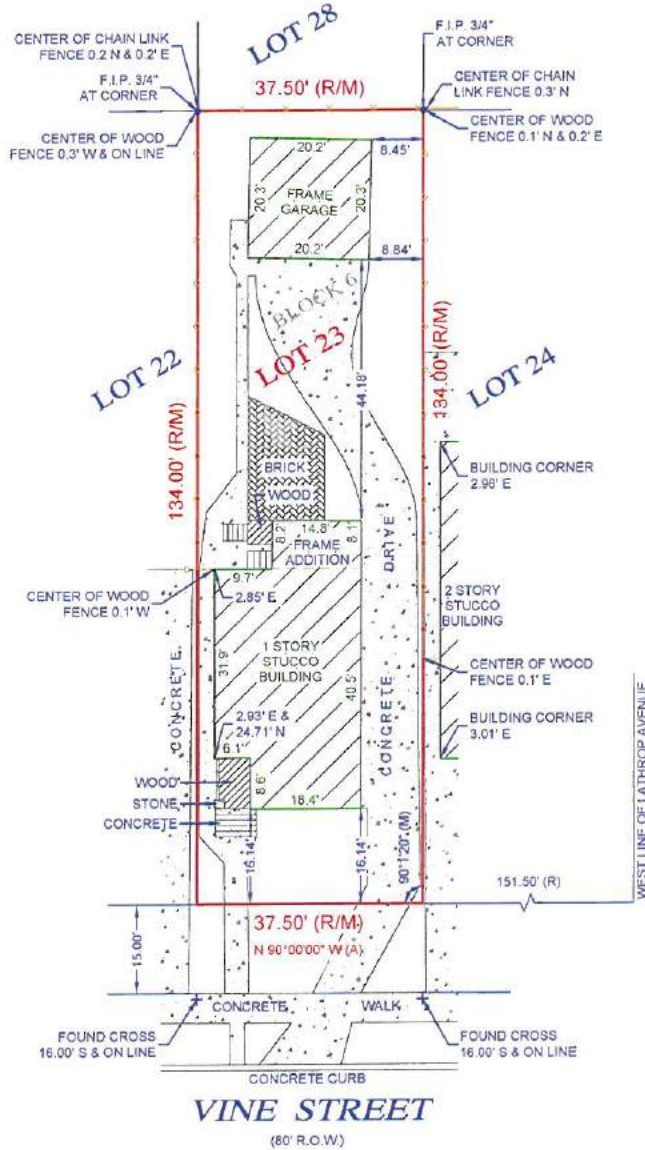 LOT 28
CENTER OF CHAIN LINK
FENCE 0.2 N & 0.2' E
F.I.P. 3/4"
AT CORNER
F.I.P. 3/4"
AT CORNER
37.50' (R/M)
CENTER OF CHAIN
LINK FENCE 0.3' N
CENTER OF WOOD
FENCE 0.3' W & ON LINE
CENTER OF WOOD
FENCE 0.1' N & 0.2' E
20.2'
8.45'
20.3'
FRAME
GARAGE
20.3'
20.2'
8.84'
BLOCK 6
LOT 23
LOT 22
LOT 24
134.00' (R/M)
134.00' (R/M)
44.18'
BRICK
WOOD
BUILDING CORNER
2.96' E
14.8'
8.2'
8.1'
FRAME
ADDITION
DRIVE
CONCRETE
9.7'
2.85' E
CENTER OF WOOD
FENCE 0.1' W
2 STORY
STUCCO
BUILDING
1 STORY
STUCCO
BUILDING
31.9'
40.5'
CONCRETE
CENTER OF WOOD
FENCE 0.1' E
2.93' E &
24.71' N
BUILDING CORNER
3.01' E
6.1'
8.6'
WOOD
STONE
CONCRETE
18.4'
16.14'
16.14'
90°1'20" (M)
WEST LINE OF LATHROP AVENUE
151.50' (R)
37.50' (R/M)
N 90°00'00" W (A)
15.00'
CONCRETE WALK
FOUND CROSS
16.00' S & ON LINE
FOUND CROSS
16.00' S & ON LINE
CONCRETE CURB
VINE STREET
(80' R.O.W.)